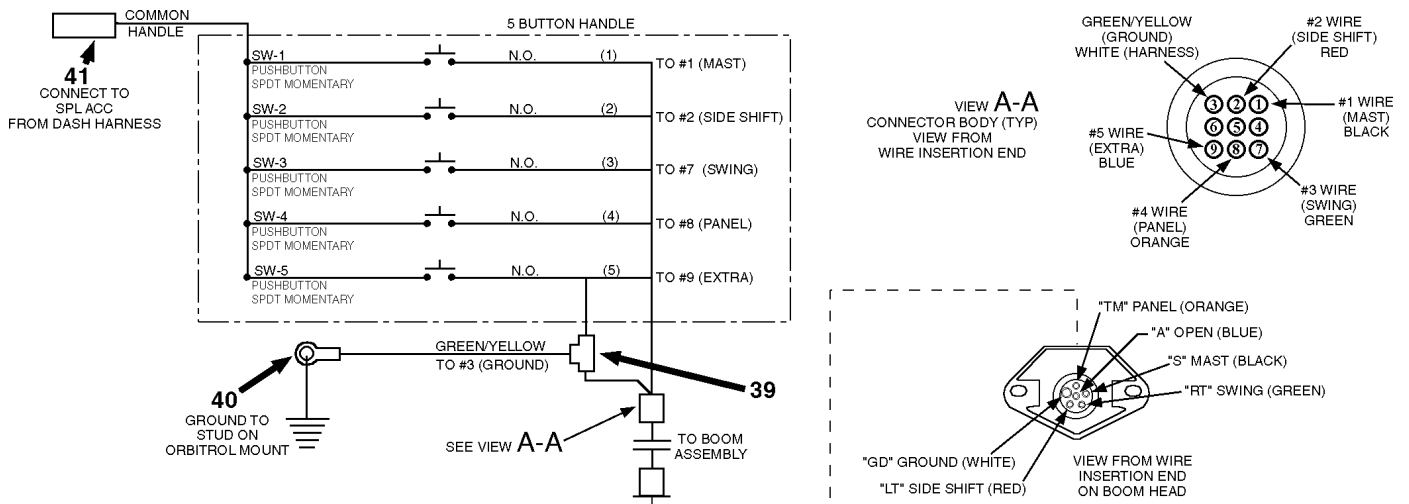 COMMON
HANDLE
41
CONNECT TO
SPL ACC
FROM DASH HARNESS
5 BUTTON HANDLE
SW-1
PUSHBUTTON
SPDT MOMENTARY
N.O.
(1)
TO #1 (MAST)
SW-2
PUSHBUTTON
SPDT MOMENTARY
N.O.
(2)
TO #2 (SIDE SHIFT)
SW-3
PUSHBUTTON
SPDT MOMENTARY
N.O.
(3)
TO #7 (SWING)
SW-4
PUSHBUTTON
SPDT MOMENTARY
N.O.
(4)
TO #8 (PANEL)
SW-5
PUSHBUTTON
SPDT MOMENTARY
N.O.
(5)
TO #9 (EXTRA)
GREEN/YELLOW
TO #3 (GROUND)
39
40
GROUND TO
STUD ON
ORBITROL MOUNT
SEE VIEW A-A
TO BOOM
ASSEMBLY
GREEN/YELLOW
(GROUND)
WHITE (HARNESS)
#2 WIRE
(SIDE SHIFT)
RED
VIEW A-A
CONNECTOR BODY (TYP)
VIEW FROM
WIRE INSERTION END
3 2 1
6 5 4
9 8 7
#1 WIRE
(MAST)
BLACK
#5 WIRE
(EXTRA)
BLUE
#4 WIRE
(PANEL)
ORANGE
#3 WIRE
(SWING)
GREEN
"TM" PANEL (ORANGE)
"A" OPEN (BLUE)
"S" MAST (BLACK)
"RT" SWING (GREEN)
"GD" GROUND (WHITE)
"LT" SIDE SHIFT (RED)
VIEW FROM WIRE
INSERTION END
ON BOOM HEAD